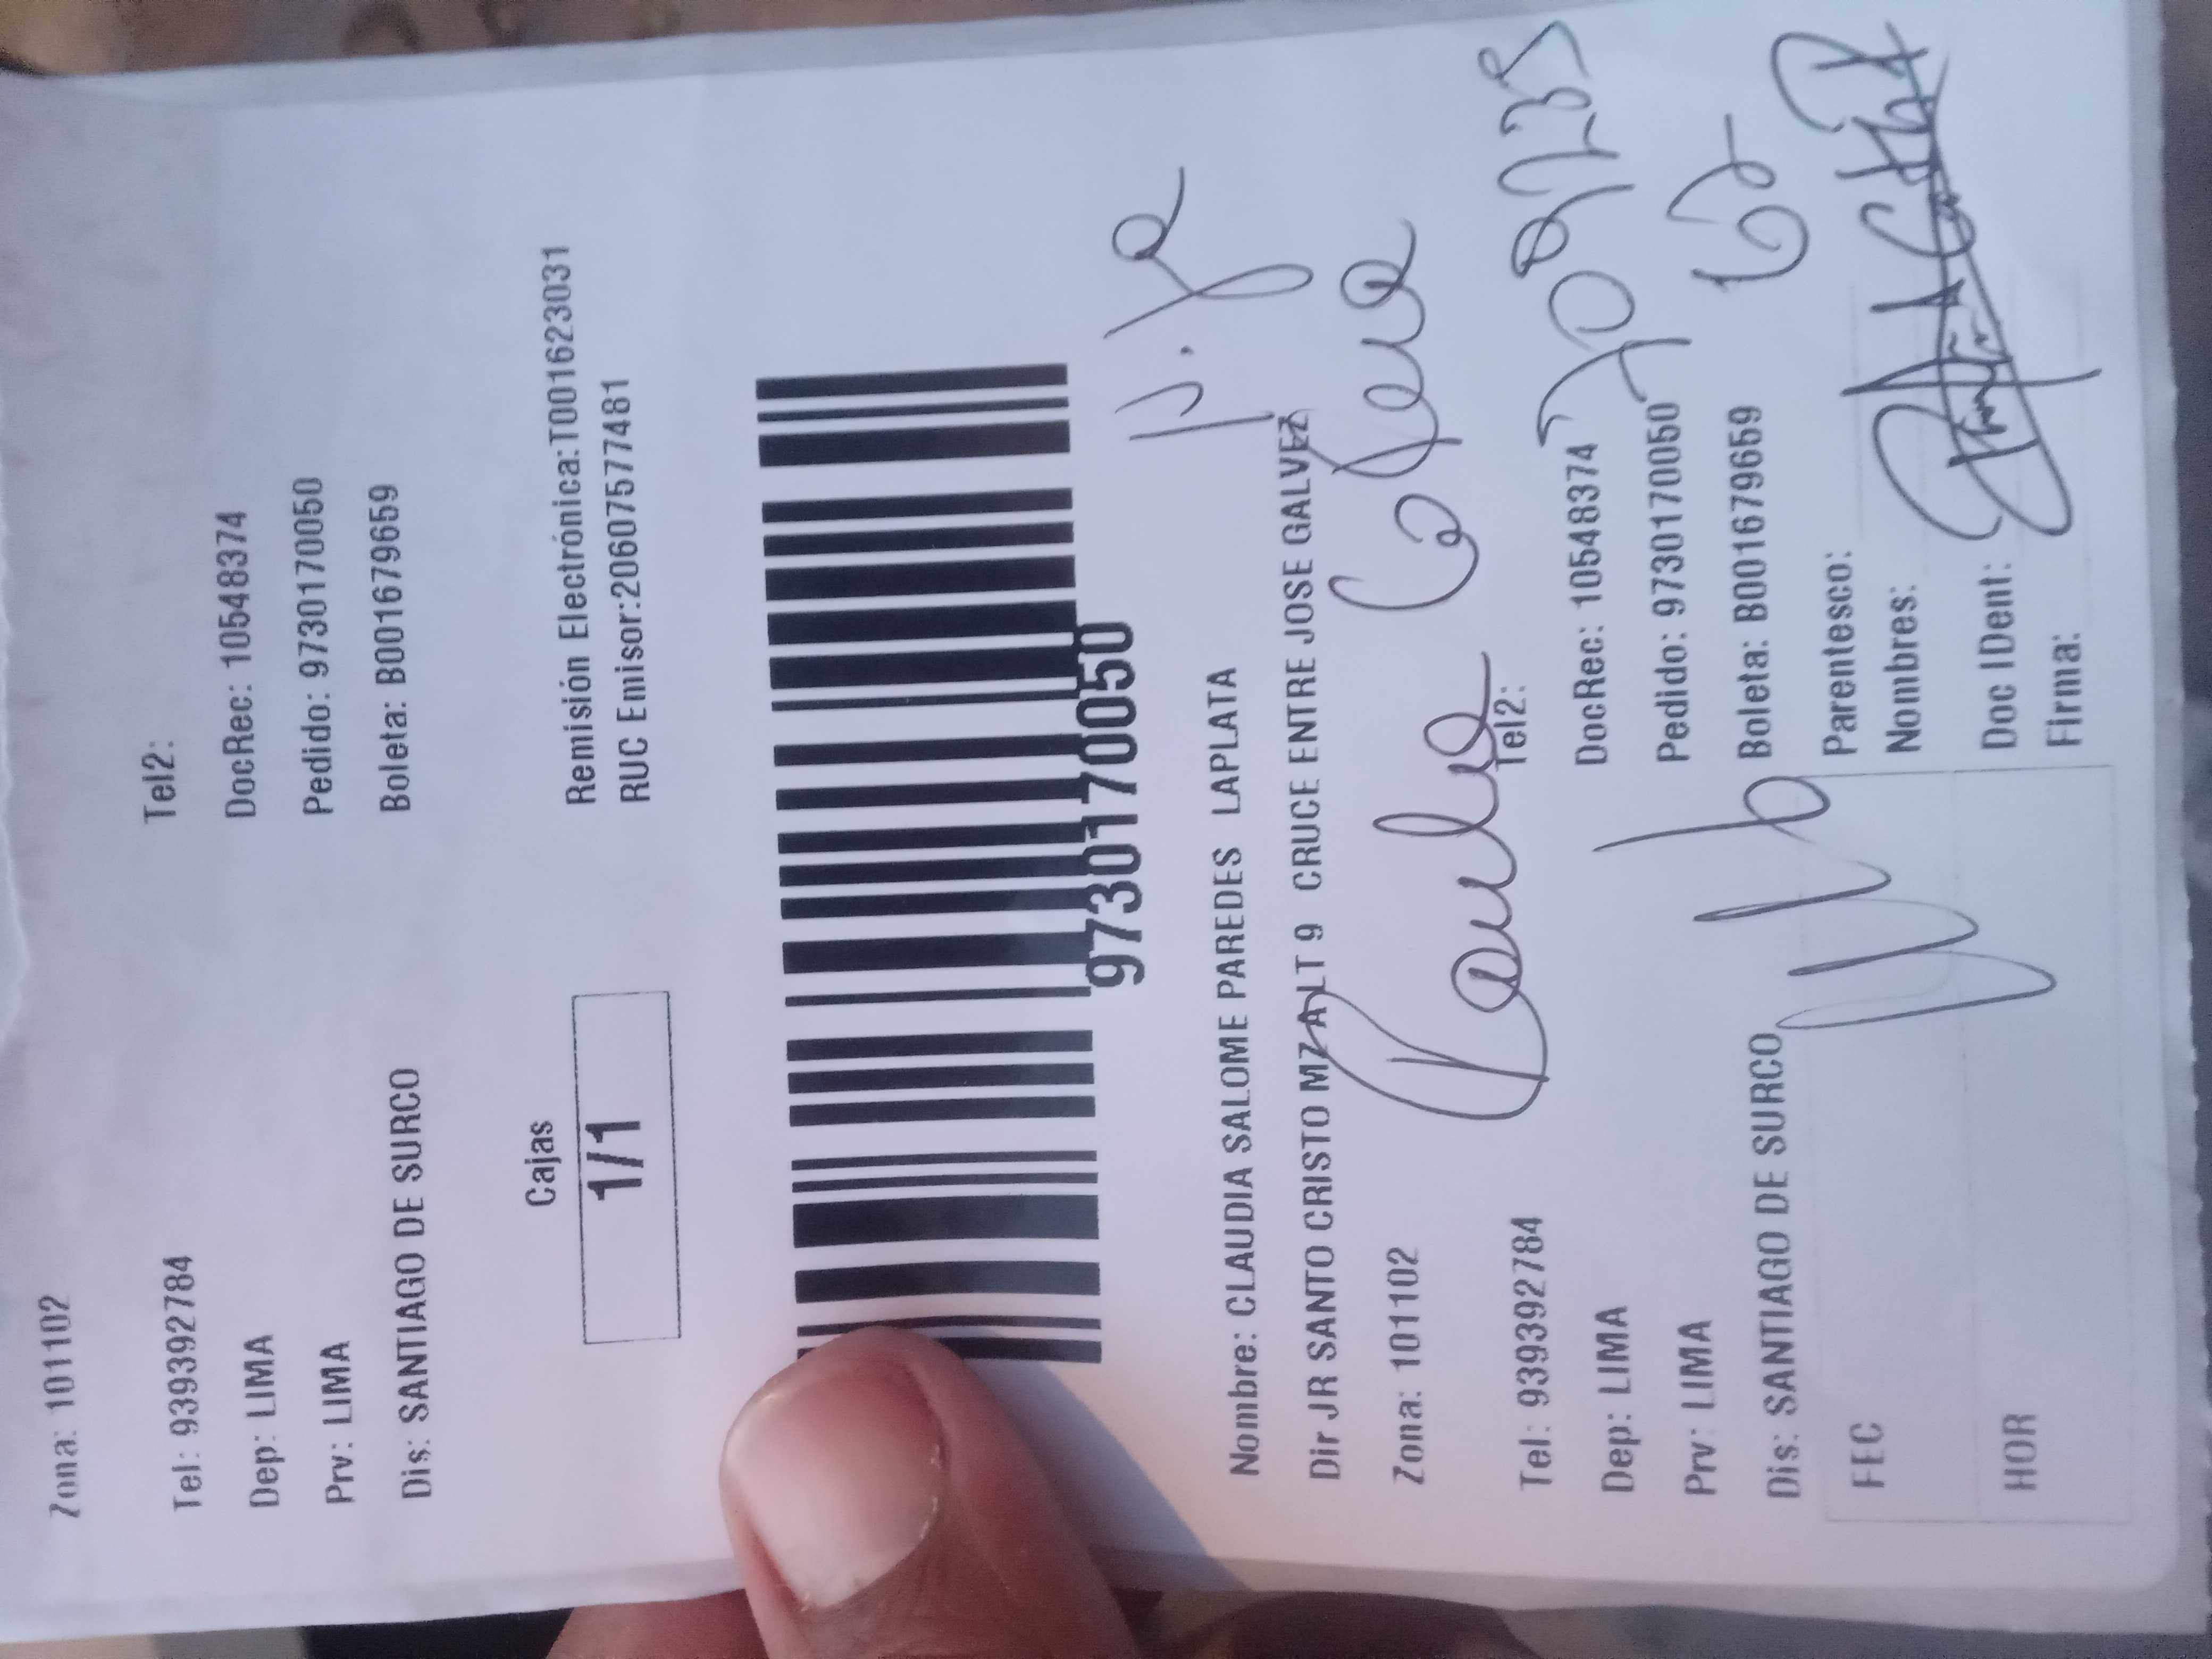 Zona: 101102
Tel: 939392784
Tel2:
Dep: LIMA
DocRec: 10548374
Prv: LIMA
Pedido: 9730170050
Dis: SANTIAGO DE SURCO
Boleta: B001679659
Cajas
1/1
Remisión Electrónica:T001623031
RUC Emisor:20607577481
9730170050
Nombre: CLAUDIA SALOME PAREDES LAPLATA
Dir JR SANTO CRISTO MZ A LT 9 CRUCE ENTRE JOSE GALVEZ
Zona: 101102
Tel: 939392784
Tel2:
Dep: LIMA
DocRec: 10548374
Prv: LIMA
Pedido: 9730170050
Dis: SANTIAGO DE SURCO
Boleta: B001679659
FEC
HOR
Parentesco:
Nombres:
Doc IDent:
Firma: